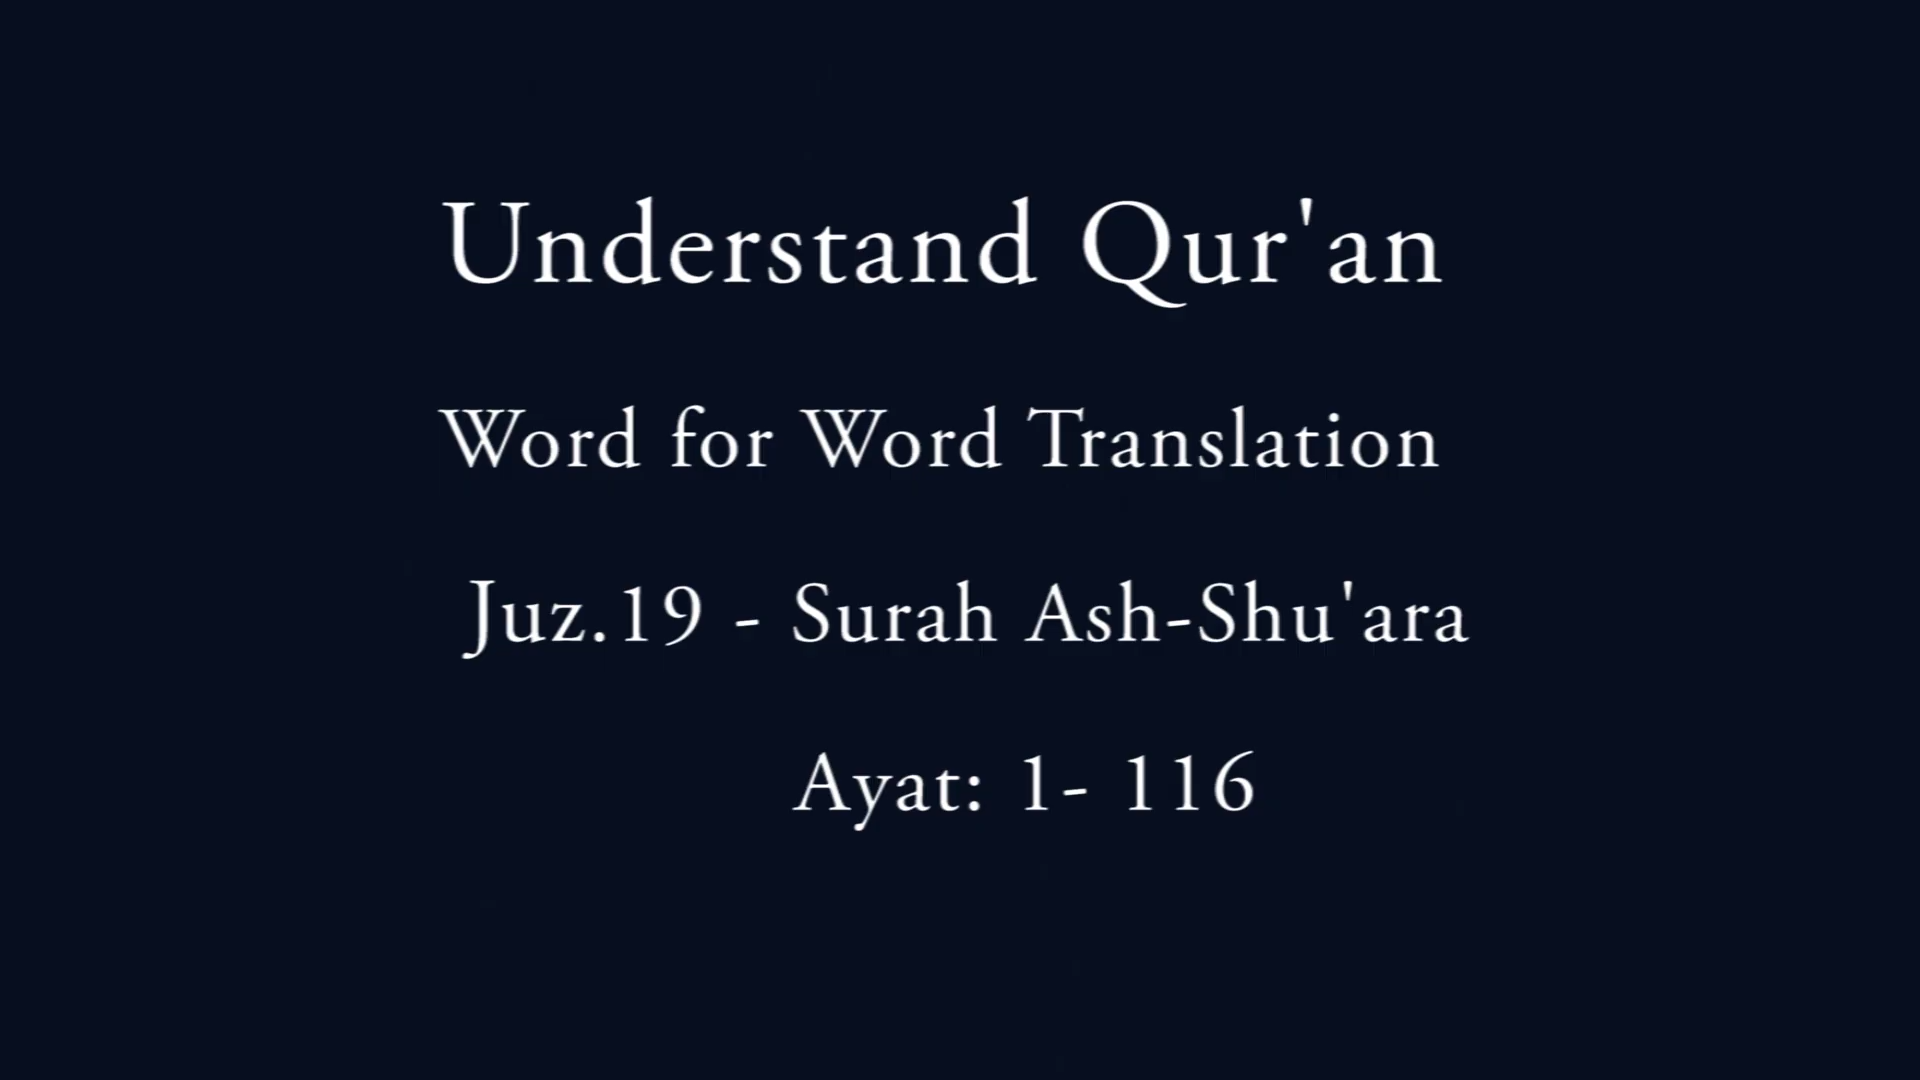 Understand Qur'an
Word for Word Translation
Juz.19 - Surah Ash-Shu'ara
Ayat: 1- 116